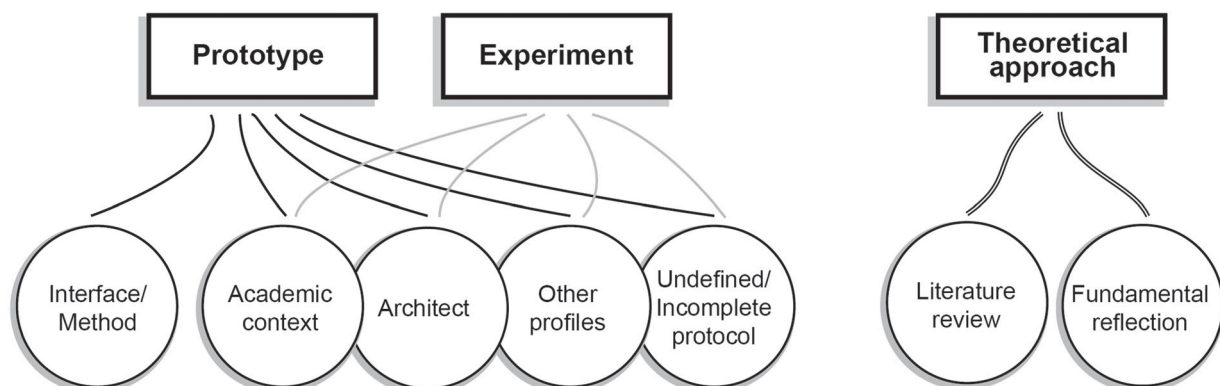 Prototype
Experiment
Theoretical
approach
Interface/
Method
Academic
context
Architect
Other
profiles
Undefined/
Incomplete
protocol
Literature
review
Fundamental
reflection